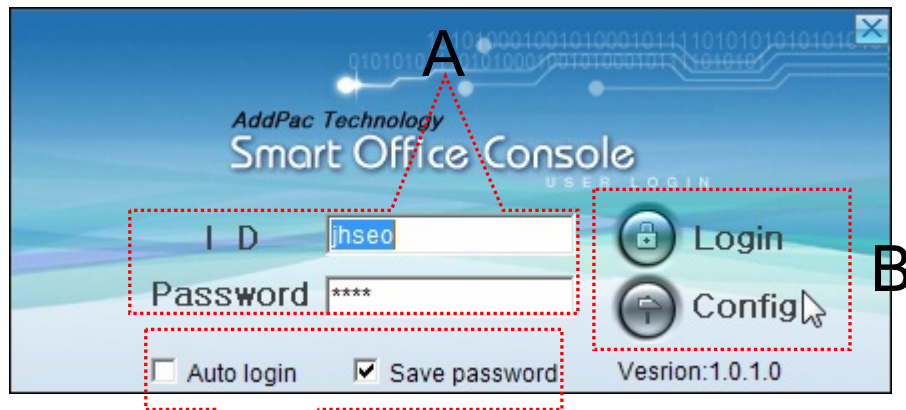 A
AddPac Technology
Smart Office Console
USER LOGIN
I D jhseo
Login
B
Password ****
Config
Auto login Save password Vesrion:1.0.1.0